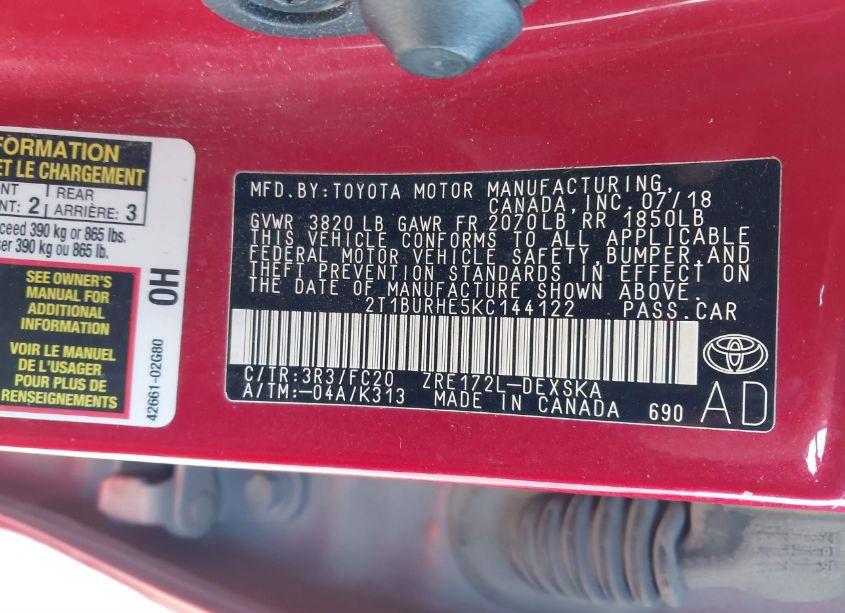 FORMATION
ET LE CHARGEMENT
NT: 2 REAR ARRIÈRE: 3
ceed 390 kg or 865 lbs.
ser 390 kg ou 865 lb.
SEE OWNER'S
MANUAL FOR
ADDITIONAL
INFORMATION
VOIR LE MANUEL
DE L'USAGER
POUR PLUS DE
RENSEIGNEMENTS
OH
42661-02G80
MFD.BY:TOYOTA MOTOR MANUFACTURING,
CANADA,INC. 07/18
GVWR 3820 LB GAWR FR 2070LB RR 1850LB
THIS VEHICLE CONFORMS TO ALL APPLICABLE
FEDERAL MOTOR VEHICLE SAFETY,BUMPER,AND
THEFT PREVENTION STANDARDS IN EFFECT ON
THE DATE OF MANUFACTURE SHOWN ABOVE.
2T1BURHE5KC144122 PASS.CAR
C/TR:3R3/FC20 ZRE172L-DEXSKA
A/TM:-04A/K313 MADE IN CANADA 690
AD